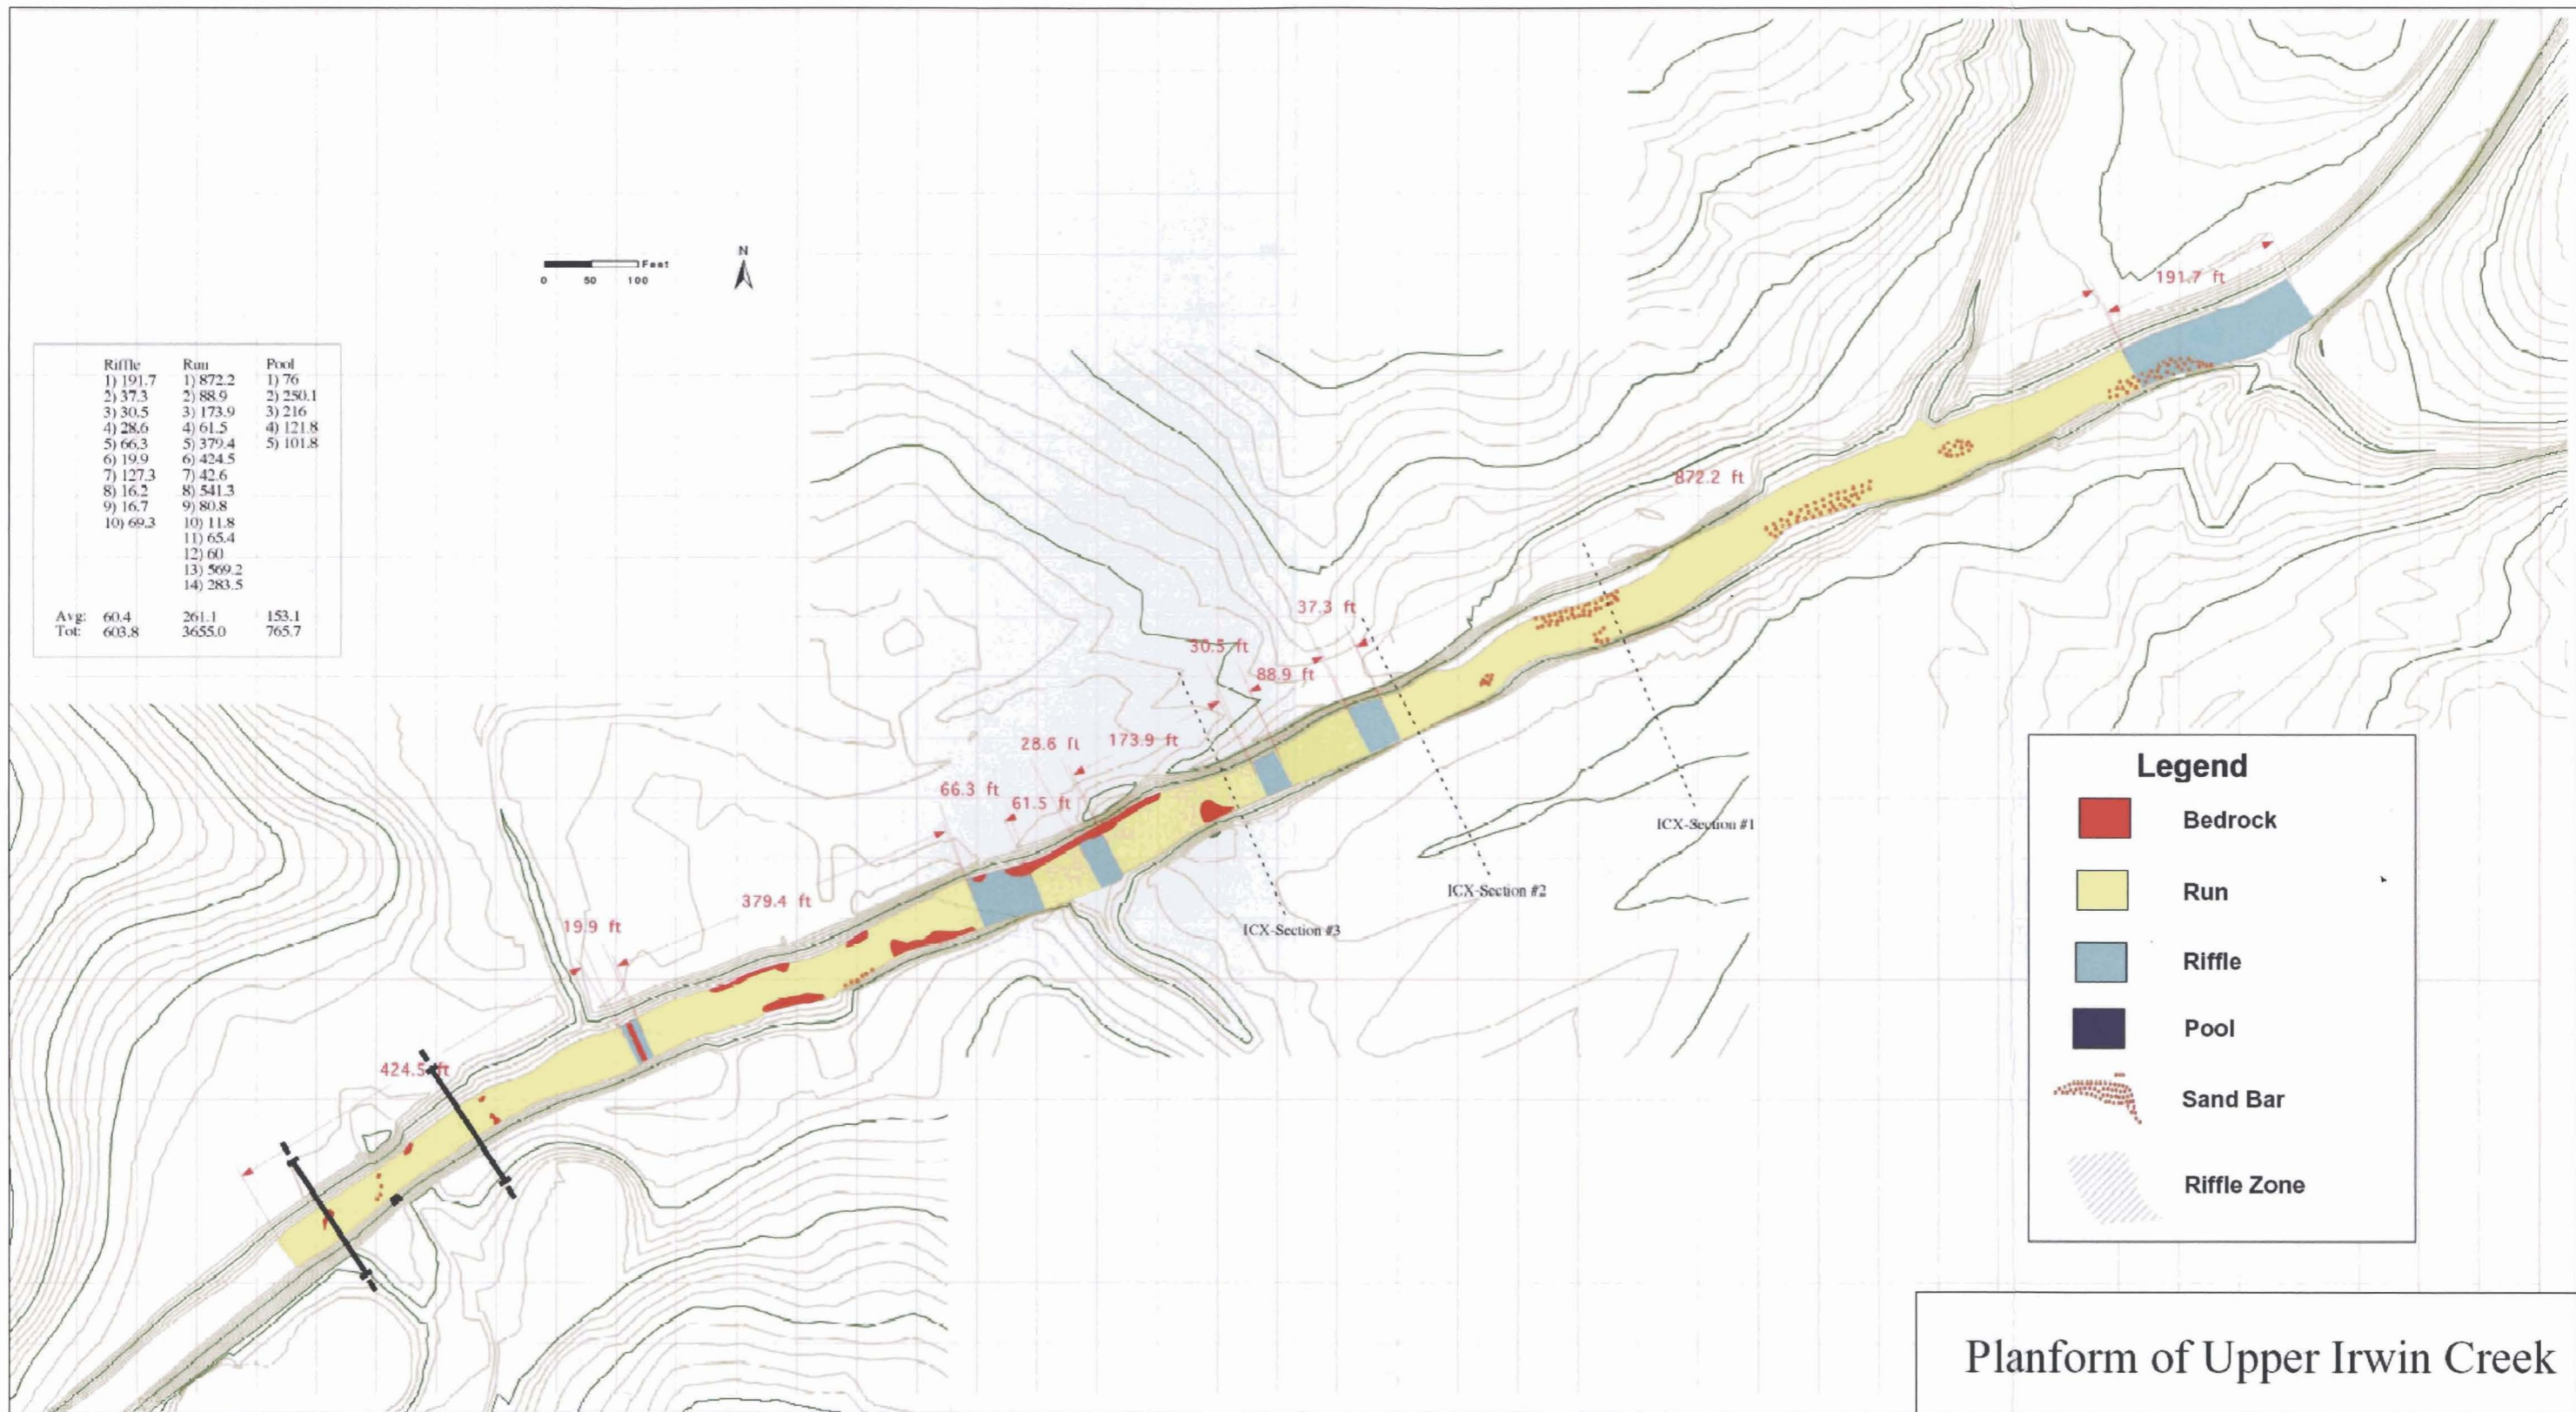 N
Feet
0 50 100
191.7 ft
Riffle Run Pool
1) 191.7 1) 872.2 1) 76
2) 37.3 2) 88.9 2) 250.1
3) 30.5 3) 173.9 3) 216
4) 28.6 4) 61.5 4) 121.8
5) 66.3 5) 379.4 5) 101.8
6) 19.9 6) 424.5
7) 127.3 7) 42.6
8) 16.2 8) 541.3
9) 16.7 9) 80.8
10) 69.3 10) 11.8
11) 65.4
12) 60
13) 569.2
14) 283.5
Avg: 60.4 261.1 153.1
Tot: 603.8 3655.0 765.7
872.2 ft
37.3 ft
30.5 ft
88.9 ft
173.9 ft
28.6 ft
66.3 ft
61.5 ft
ICX-Section #1
ICX-Section #2
ICX-Section #3
379.4 ft
19.9 ft
424.5 ft
Legend
Bedrock
Run
Riffle
Pool
Sand Bar
Riffle Zone
Planform of Upper Irwin Creek